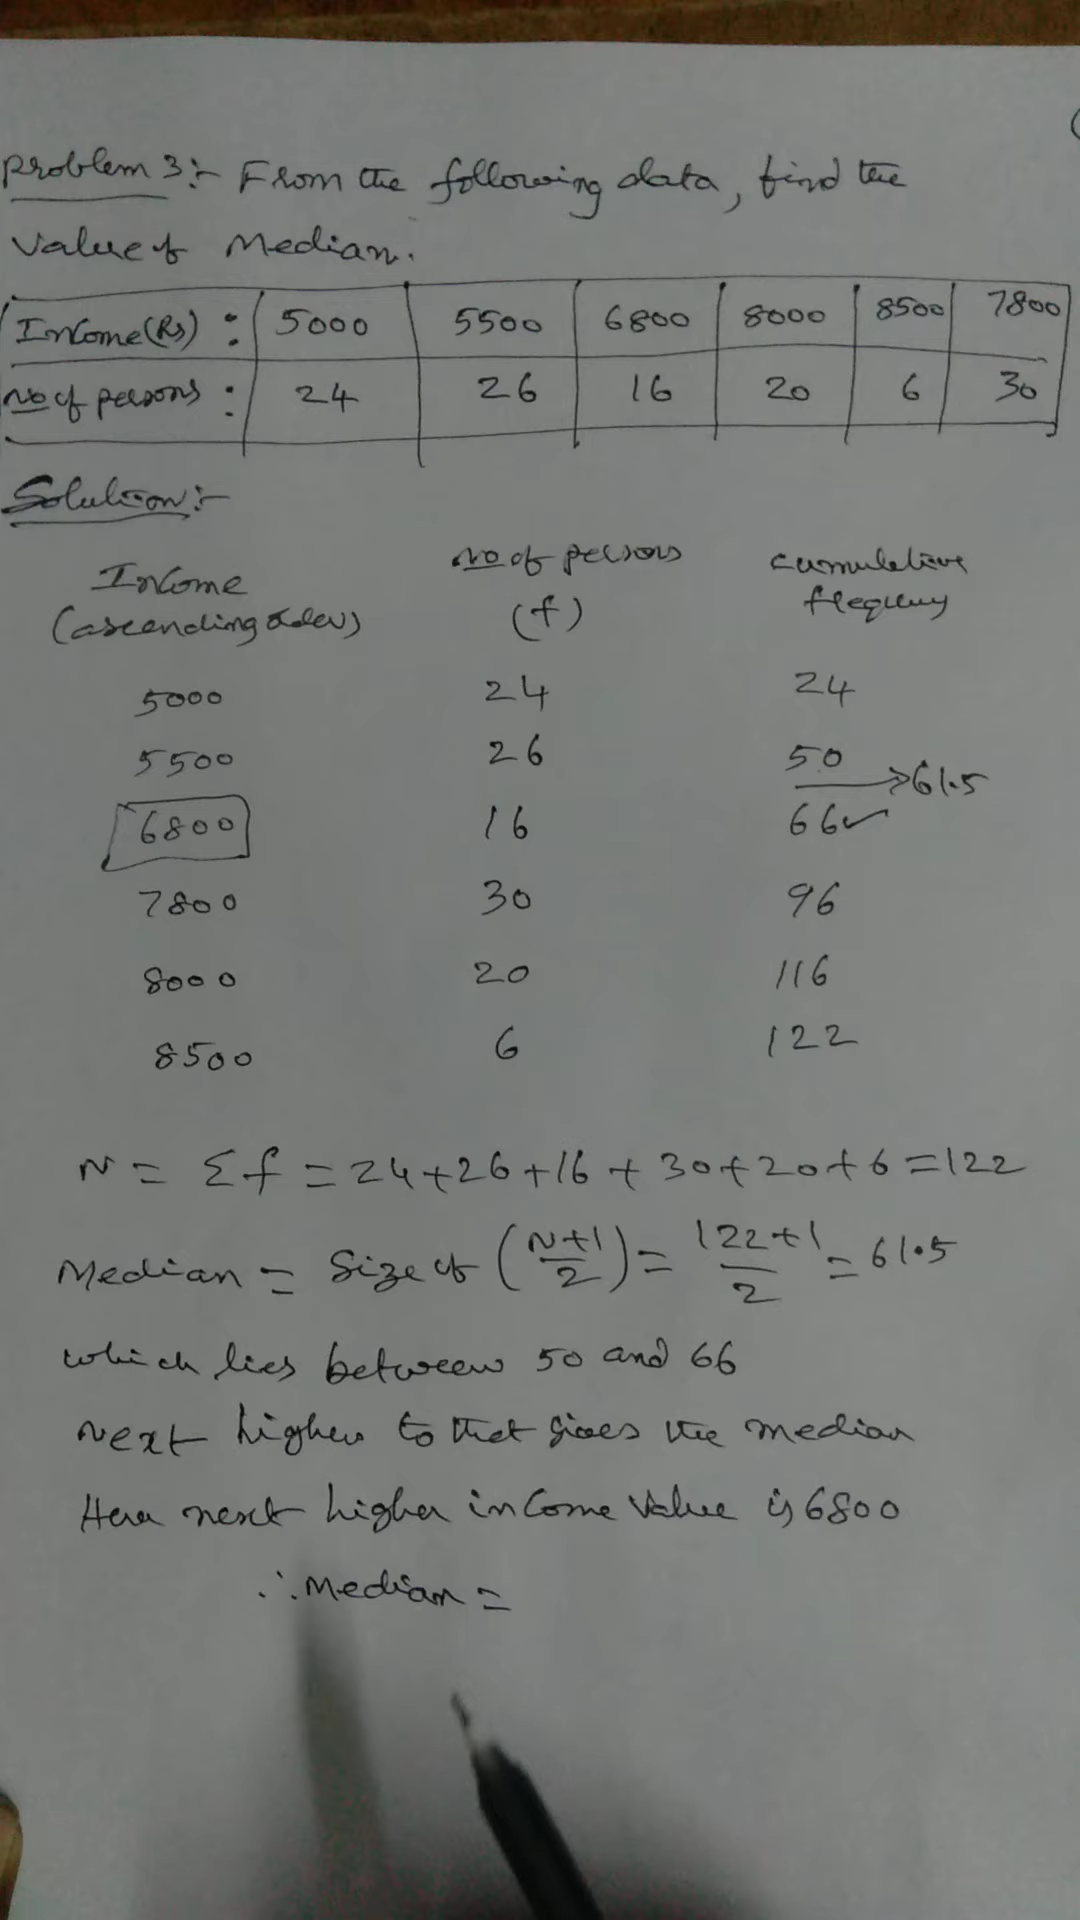 Problem 3:- From the following data, find the
value of Median.
Income (Rs) : 5000 5500 6800 8000 8500 7800
No of persons : 24 26 16 20 6 30
Solution:-
Income (ascending order) No of persons (f) cumulative frequency
5000 24 24
5500 26 50 → 61.5
6800 16 66 ✓
7800 30 96
8000 20 116
8500 6 122
N = Σf = 24+26+16+30+20+6 = 122
Median = Size of (N+1/2) = 122+1/2 = 61.5
which lies between 50 and 66
Next higher to that gives the median
Here next higher income value is 6800
∴ Median =